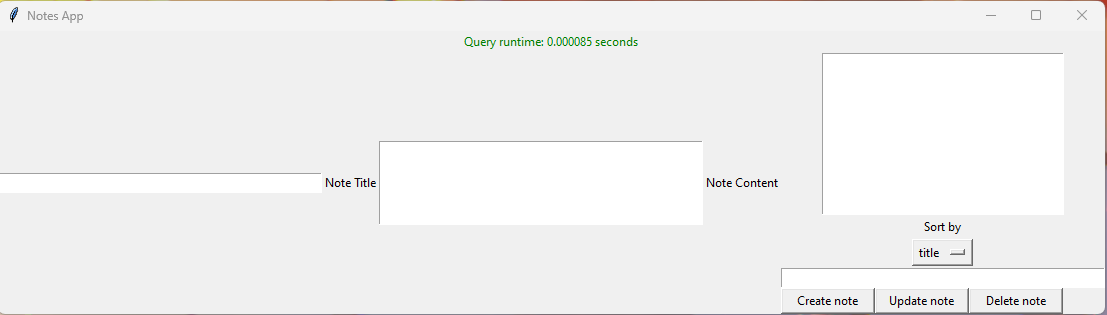 Notes App
Query runtime: 0.000085 seconds
Note Title
Note Content
Sort by
title
Create note
Update note
Delete note